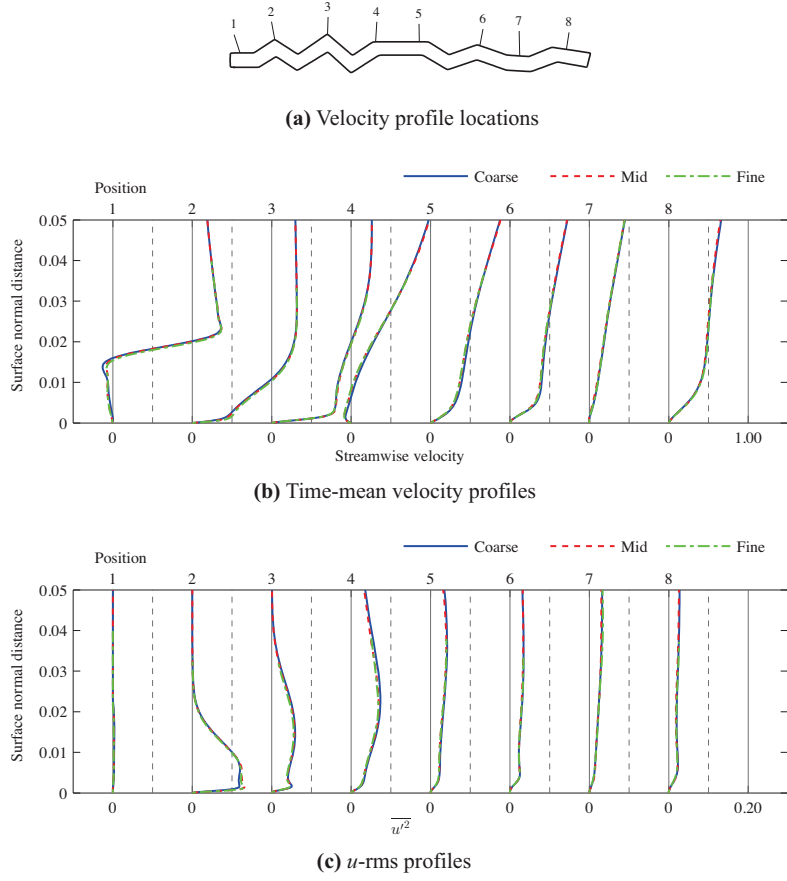 1 2 3 4 5 6 7 8
(a) Velocity profile locations
Coarse Mid Fine
Position
1 2 3 4 5 6 7 8
0.05
0.04
0.03
0.02
0.01
0
Surface normal distance
0 0 0 0 0 0 0 0 1.00
Streamwise velocity
(b) Time-mean velocity profiles
Coarse Mid Fine
Position
1 2 3 4 5 6 7 8
0.05
0.04
0.03
0.02
0.01
0
Surface normal distance
0 0 0 0 0 0 0 0 0.20
$\overline{u'^2}$
(c) u-rms profiles